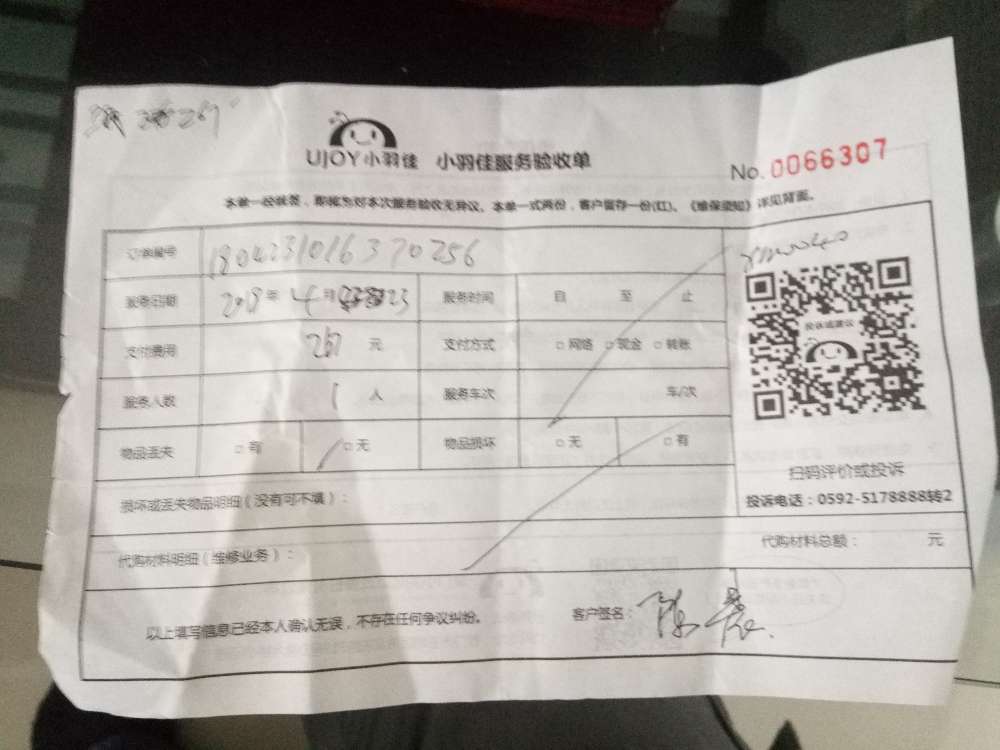 UJOY小羽佳 小羽佳服务验收单
No.0066307
本单一经签签，即视为对本次服务验收无异议。本单一式两份，客户留存一份(红)。《维保须知》详见背面。
订单编号 1804231016370256
服务日期 2018年4月23 服务时间 自 至 止
支付费用 元 支付方式 □网络 □现金 □转账
服务人数 1人 服务车次 车/次
物品丢失 □有 □无 物品损坏 □无 □有
投诉或建议
扫码评价或投诉
投诉电话：0592-5178888转2
损坏或丢失物品明细（没有可不填）：
代购材料明细（维修业务）： 代购材料总额： 元
以上填写信息已经本人确认无误，不存在任何争议纠纷。 客户签名：陈